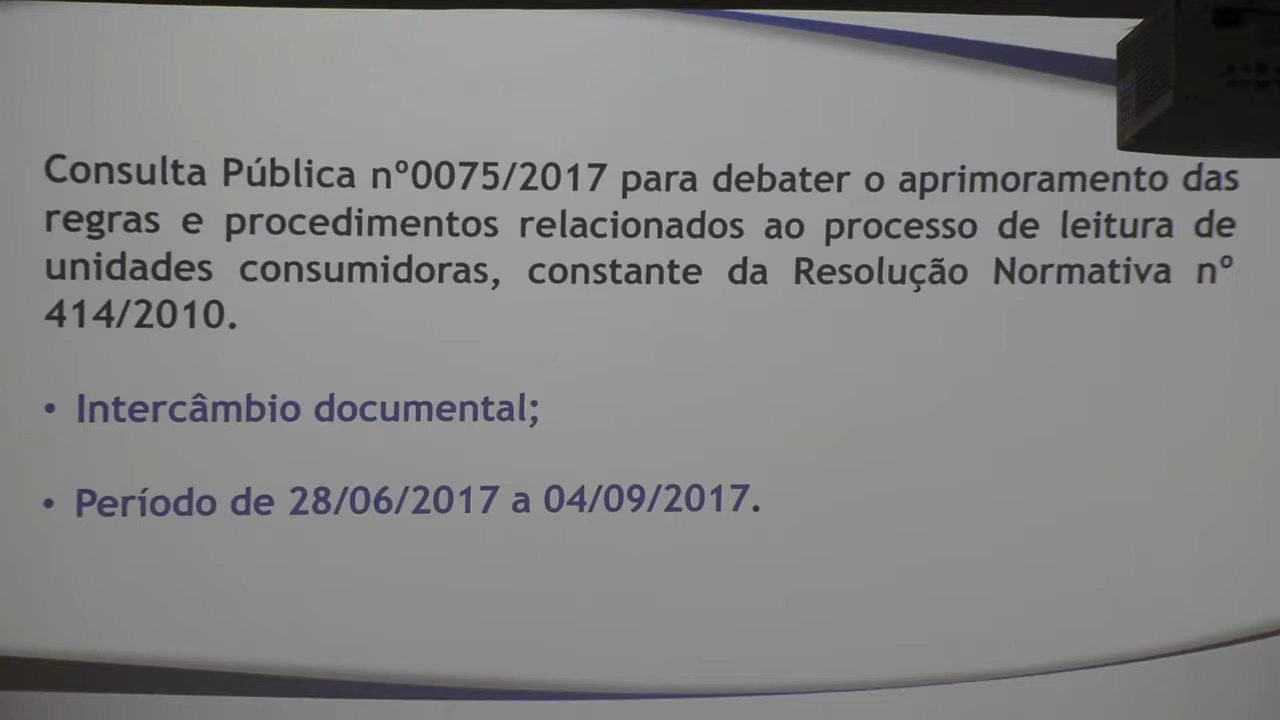 Consulta Pública nº0075/2017 para debater o aprimoramento das
regras e procedimentos relacionados ao processo de leitura de
unidades consumidoras, constante da Resolução Normativa nº
414/2010.
• Intercâmbio documental;
• Período de 28/06/2017 a 04/09/2017.